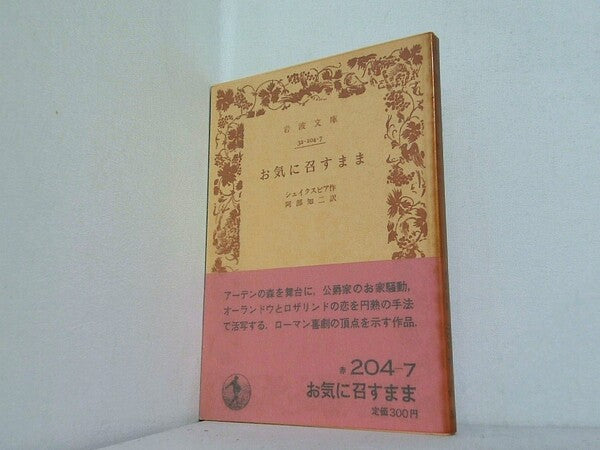 岩波文庫
32-204-7
お気に召すまま
シェイクスピア作
阿部知二訳
アーデンの森を舞台に，公爵家のお家騒動，
オーランドウとロザリンドの恋を円熟の手法
で活写する．ローマン喜劇の頂点を示す作品．
赤 204-7
お気に召すまま
定価300円